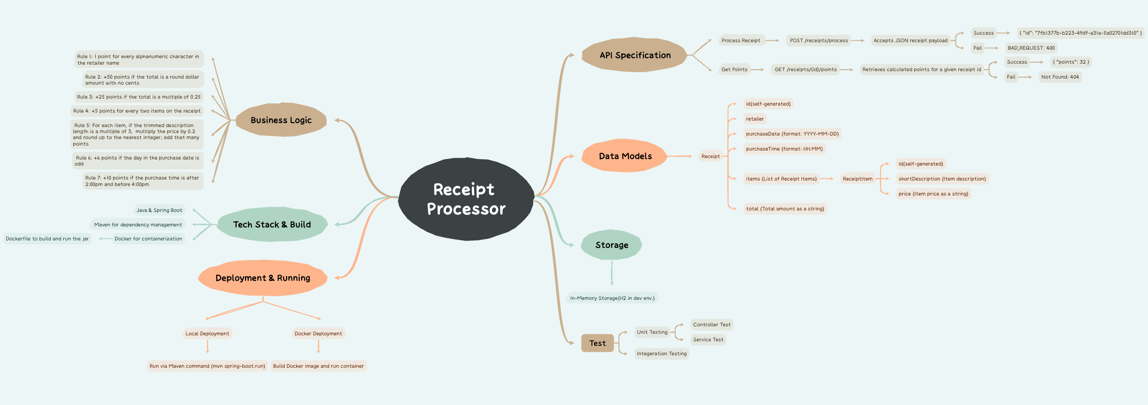 Receipt
Processor
Business Logic
Rule 1: 1 point for every alphanumeric character in
the retailer name
Rule 2: +50 points if the total is a round dollar
amount with no cents
Rule 3: +25 points if the total is a multiple of 0.25
Rule 4: +5 points for every two items on the receipt
Rule 5: For each item, if the trimmed description
length is a multiple of 3, multiply the price by 0.2
and round up to the nearest integer; add that many
points
Rule 6: +6 points if the day in the purchase date is
odd
Rule 7: +10 points if the purchase time is after
2:00pm and before 4:00pm
Tech Stack & Build
Java & Spring Boot
Maven for dependency management
Docker for containerization
Dockerfile to build and run the jar
Deployment & Running
Local Deployment
Run via Maven command (mvn spring-boot:run)
Docker Deployment
Build Docker image and run container
API Specification
Process Receipt
POST /receipts/process
Accepts JSON receipt payload
Success
Fail
BAD_REQUEST: 400
Get Points
GET /receipts/{id}/points
Retrieves calculated points for a given receipt id
Success
{ "points": 32 }
Fail
Not Found: 404
Data Models
Receipt
id(self-generated)
retailer
purchaseDate (format: YYYY-MM-DD)
purchaseTime (format: HH:MM)
items (List of Receipt Items)
ReceiptItem
id(self-generated)
shortDescription (item description)
price (item price as a string)
total (Total amount as a string)
Storage
In-Memory Storage(H2 in dev env.)
Test
Unit Testing
Controller Test
Service Test
Integaration Testing